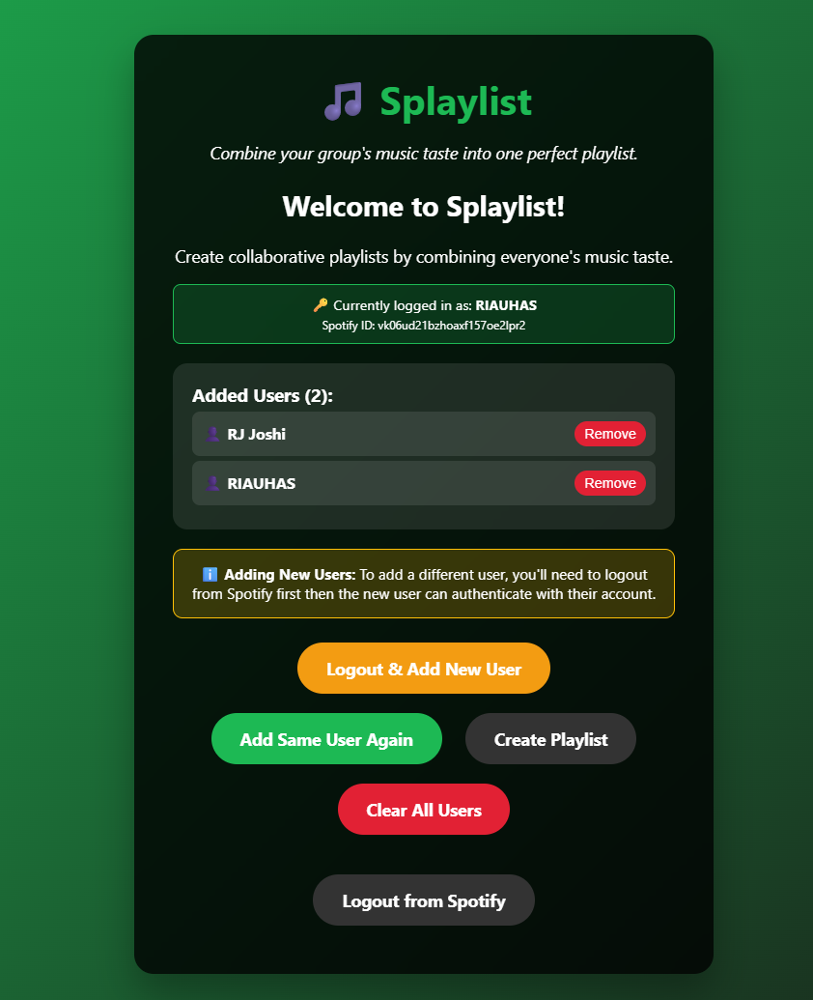 Splaylist
Combine your group's music taste into one perfect playlist.
Welcome to Splaylist!
Create collaborative playlists by combining everyone's music taste.
Currently logged in as: RIAUHAS
Spotify ID: vk06ud21bzhoaxf157oe2lpr2
Added Users (2):
RJ Joshi Remove
RIAUHAS Remove
Adding New Users: To add a different user, you'll need to logout
from Spotify first then the new user can authenticate with their account.
Logout & Add New User
Add Same User Again Create Playlist
Clear All Users
Logout from Spotify